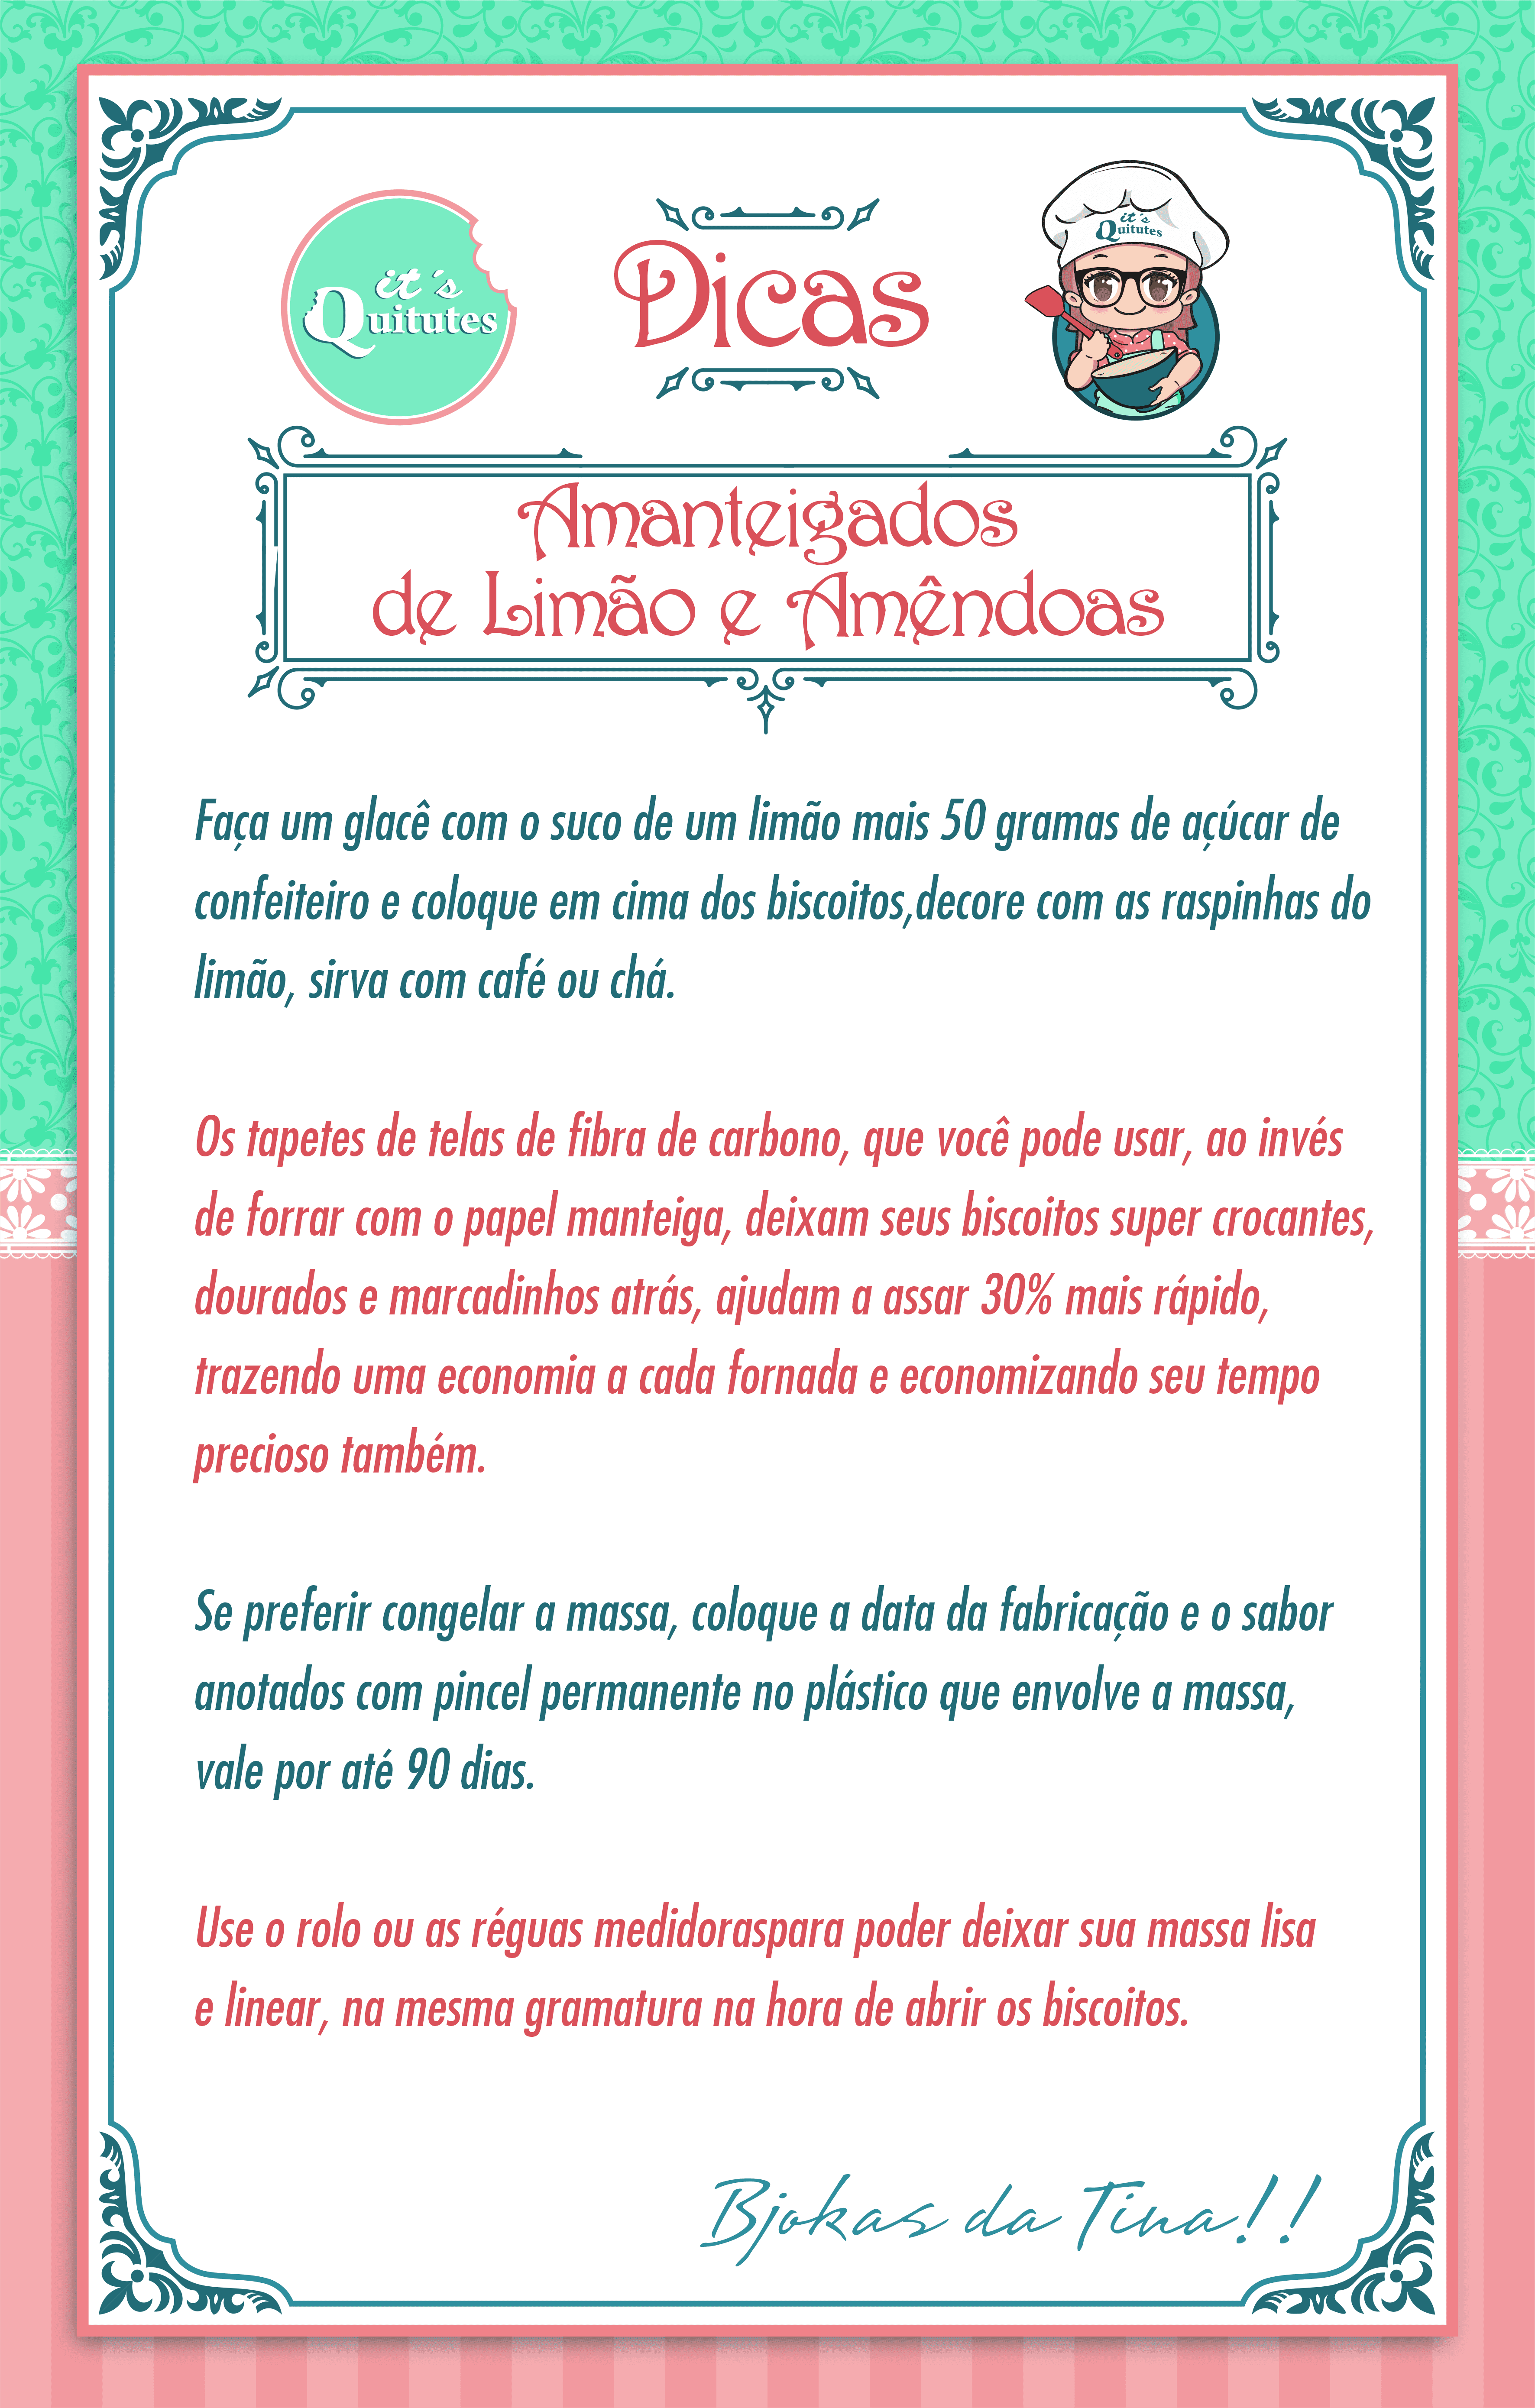 it´s
Quitutes
Dicas
it´s
Quitutes
Amanteigados
de Limão e Amêndoas
Faça um glacê com o suco de um limão mais 50 gramas de açúcar de
confeiteiro e coloque em cima dos biscoitos,decore com as raspinhas do
limão, sirva com café ou chá.
Os tapetes de telas de fibra de carbono, que você pode usar, ao invés
de forrar com o papel manteiga, deixam seus biscoitos super crocantes,
dourados e marcadinhos atrás, ajudam a assar 30% mais rápido,
trazendo uma economia a cada fornada e economizando seu tempo
precioso também.
Se preferir congelar a massa, coloque a data da fabricação e o sabor
anotados com pincel permanente no plástico que envolve a massa,
vale por até 90 dias.
Use o rolo ou as réguas medidoraspara poder deixar sua massa lisa
e linear, na mesma gramatura na hora de abrir os biscoitos.
Bjokas da Tina!!